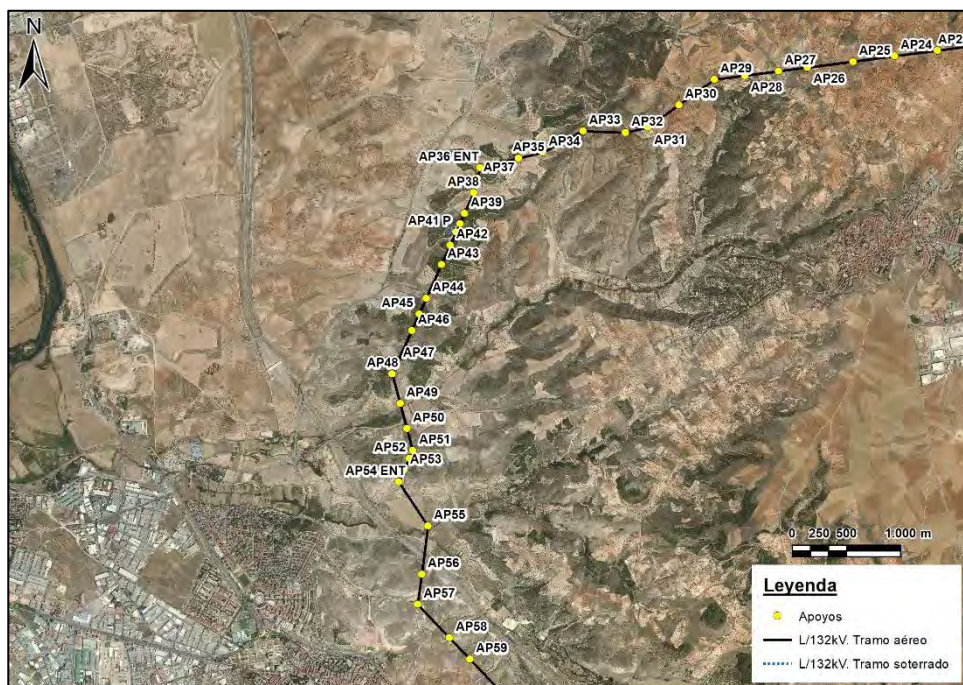 N
AP2
AP24
AP25
AP27
AP26
AP29
AP28
AP30
AP33
AP32
AP31
AP35
AP34
AP36 ENT
AP37
AP38
AP39
AP41 P
AP42
AP43
AP44
AP45
AP46
AP47
AP48
AP49
AP50
AP51
AP52
AP53
AP54 ENT
AP55
AP56
AP57
AP58
AP59
0 250 500 1.000 m
Leyenda
Apoyos
L/132kV. Tramo aéreo
L/132kV. Tramo soterrado